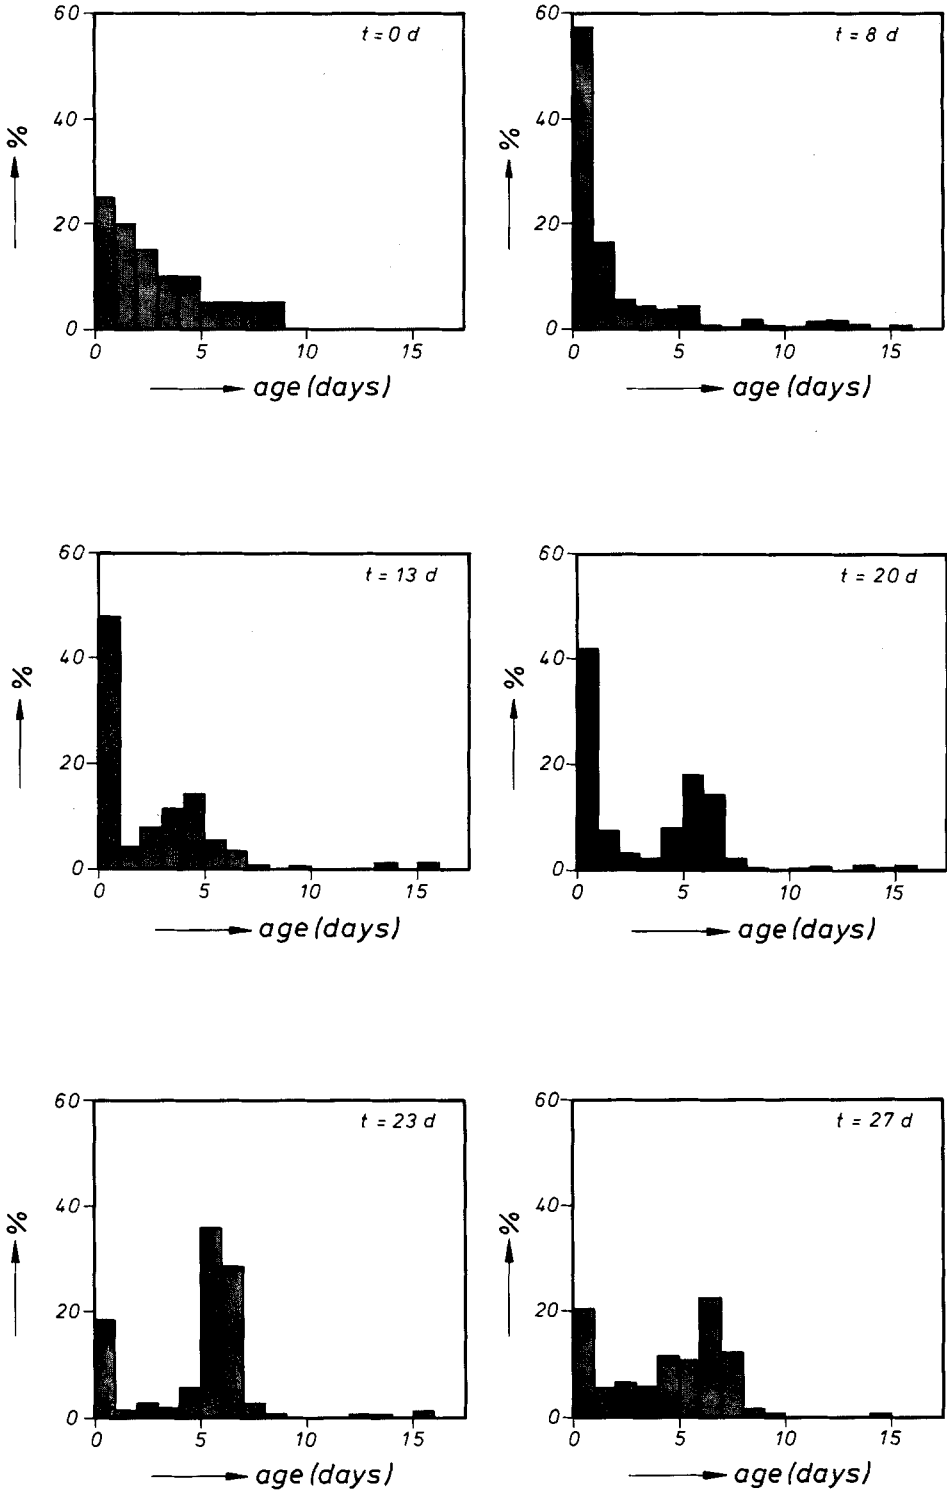 60
t = 0 d
40
%
20
0
0 5 10 15
age (days)
60
t = 8 d
40
%
20
0
0 5 10 15
age (days)
60
t = 13 d
40
%
20
0
0 5 10 15
age (days)
60
t = 20 d
40
%
20
0
0 5 10 15
age (days)
60
t = 23 d
40
%
20
0
0 5 10 15
age (days)
60
t = 27 d
40
%
20
0
0 5 10 15
age (days)